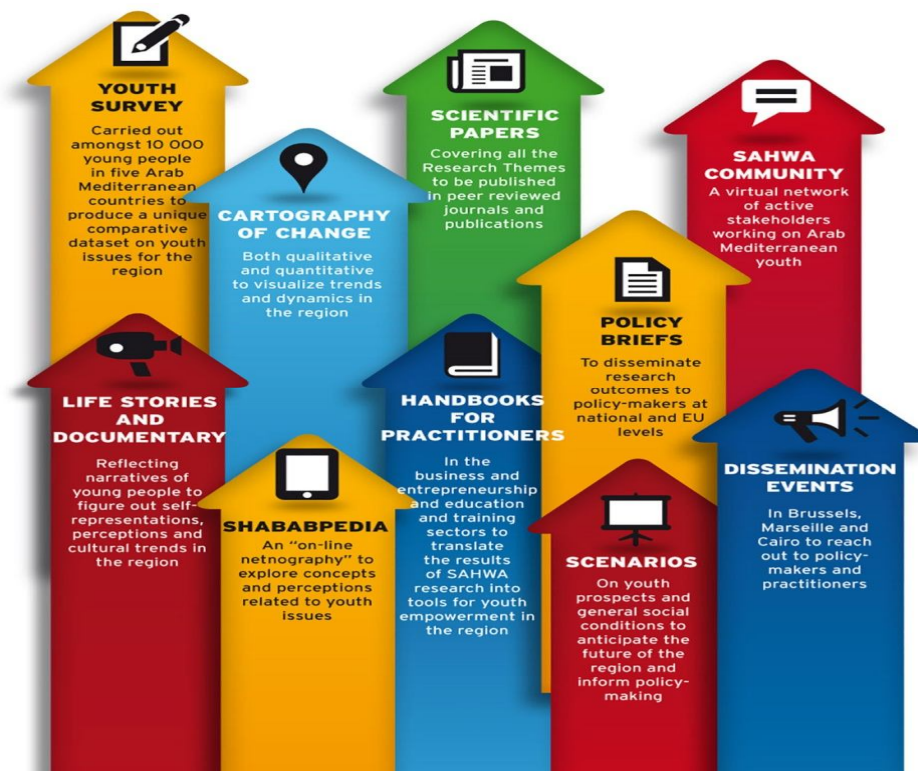 YOUTH
SURVEY
Carried out
amongst 10 000
young people
in five Arab
Mediterranean
countries to
produce a unique
comparative
dataset on youth
issues for the
region
CARTOGRAPHY
OF CHANGE
Both qualitative
and quantitative
to visualize trends
and dynamics in
the region
SCIENTIFIC
PAPERS
Covering all the
Research Themes
to be published
in peer reviewed
journals and
publications
SAHWA
COMMUNITY
A virtual network
of active
stakeholders
working on Arab
Mediterranean
youth
POLICY
BRIEFS
To disseminate
research
outcomes to
policy-makers at
national and EU
levels
LIFE STORIES
AND
DOCUMENTARY
Reflecting
narratives of
young people to
figure out self-
representations,
perceptions and
cultural trends in
the region
SHABABPEDIA
An “on-line
netnography” to
explore concepts
and perceptions
related to youth
issues
HANDBOOKS
FOR
PRACTITIONERS
In the
business and
entrepreneurship
and education
and training
sectors to
translate
the results
of SAHWA
research into
tools for youth
empowerment in
the region
SCENARIOS
On youth
prospects and
general social
conditions to
anticipate the
future of the
region and
inform policy-
making
DISSEMINATION
EVENTS
In Brussels,
Marseille and
Cairo to reach
out to policy-
makers and
practitioners